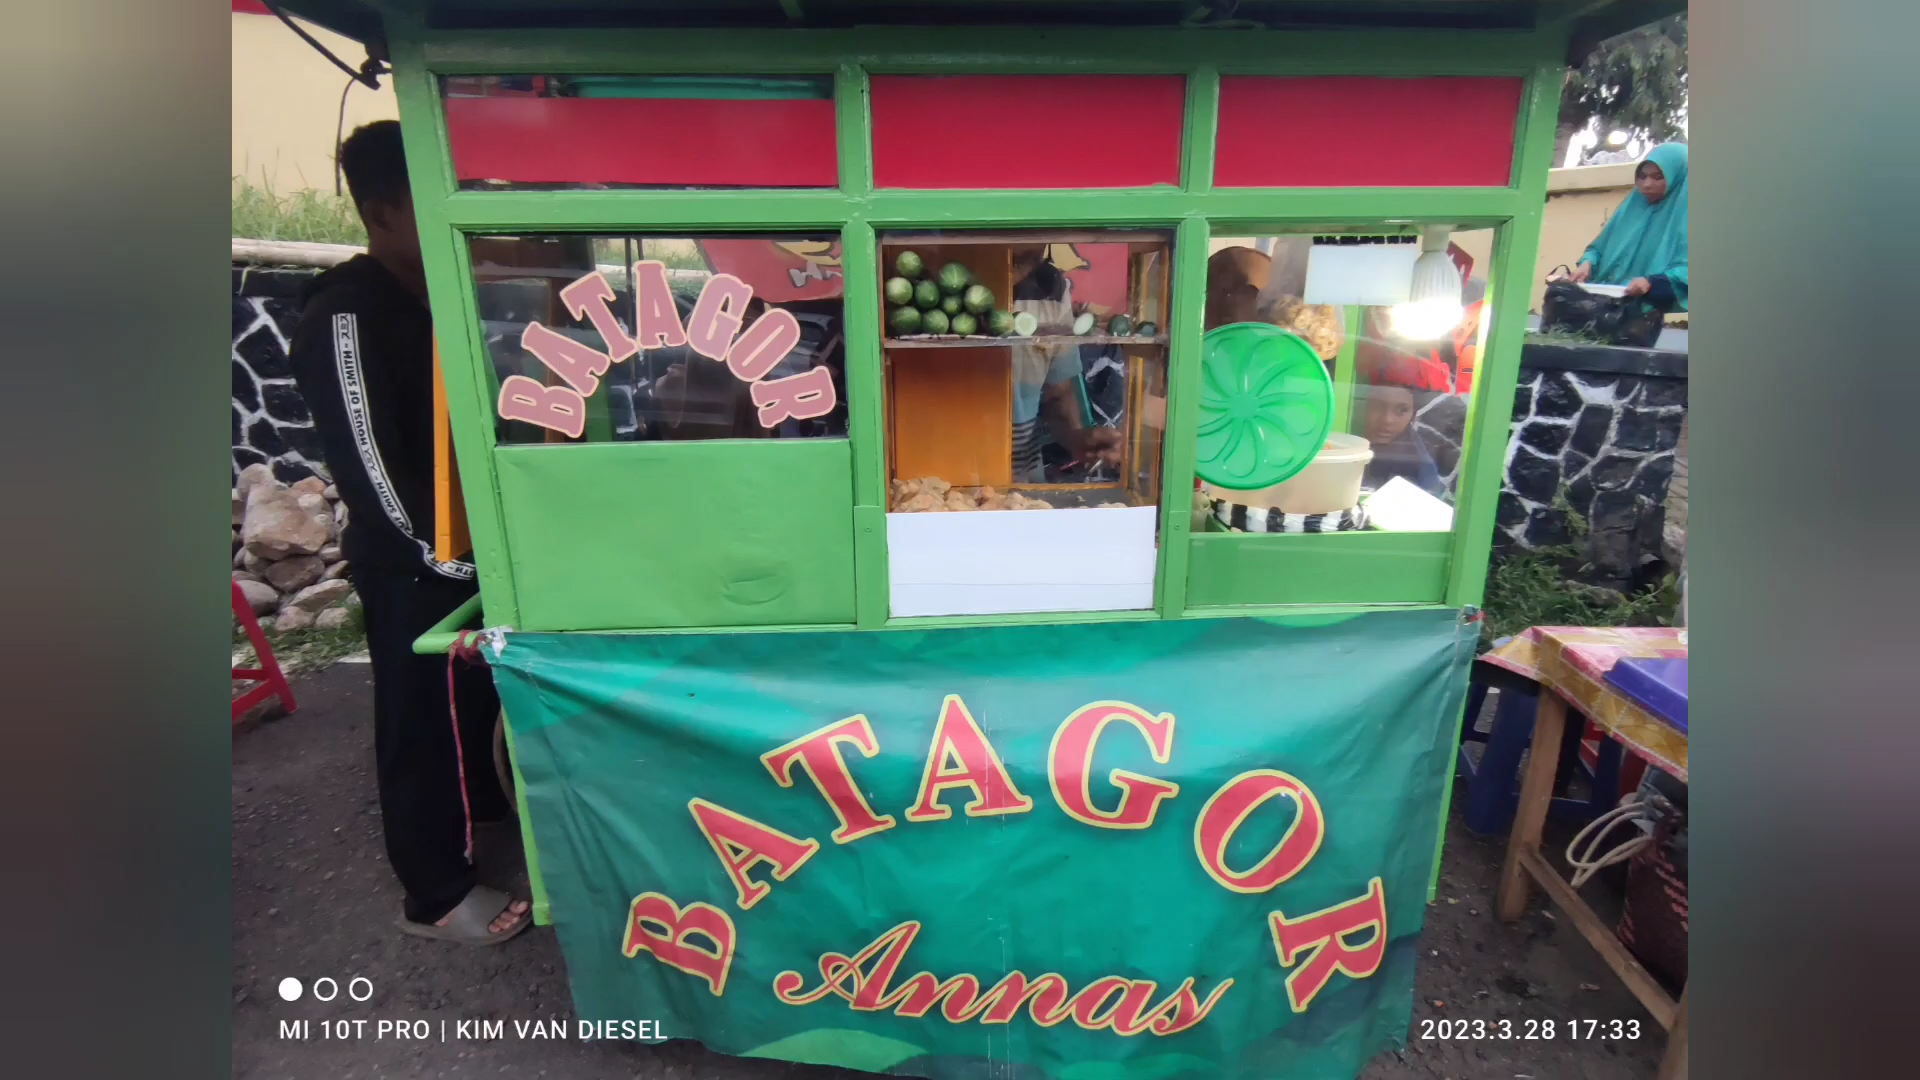 BATAGOR
HOUSE OF SMITH
BATAGOR
Annas
MI 10T PRO | KIM VAN DIESEL
2023.3.28 17:33